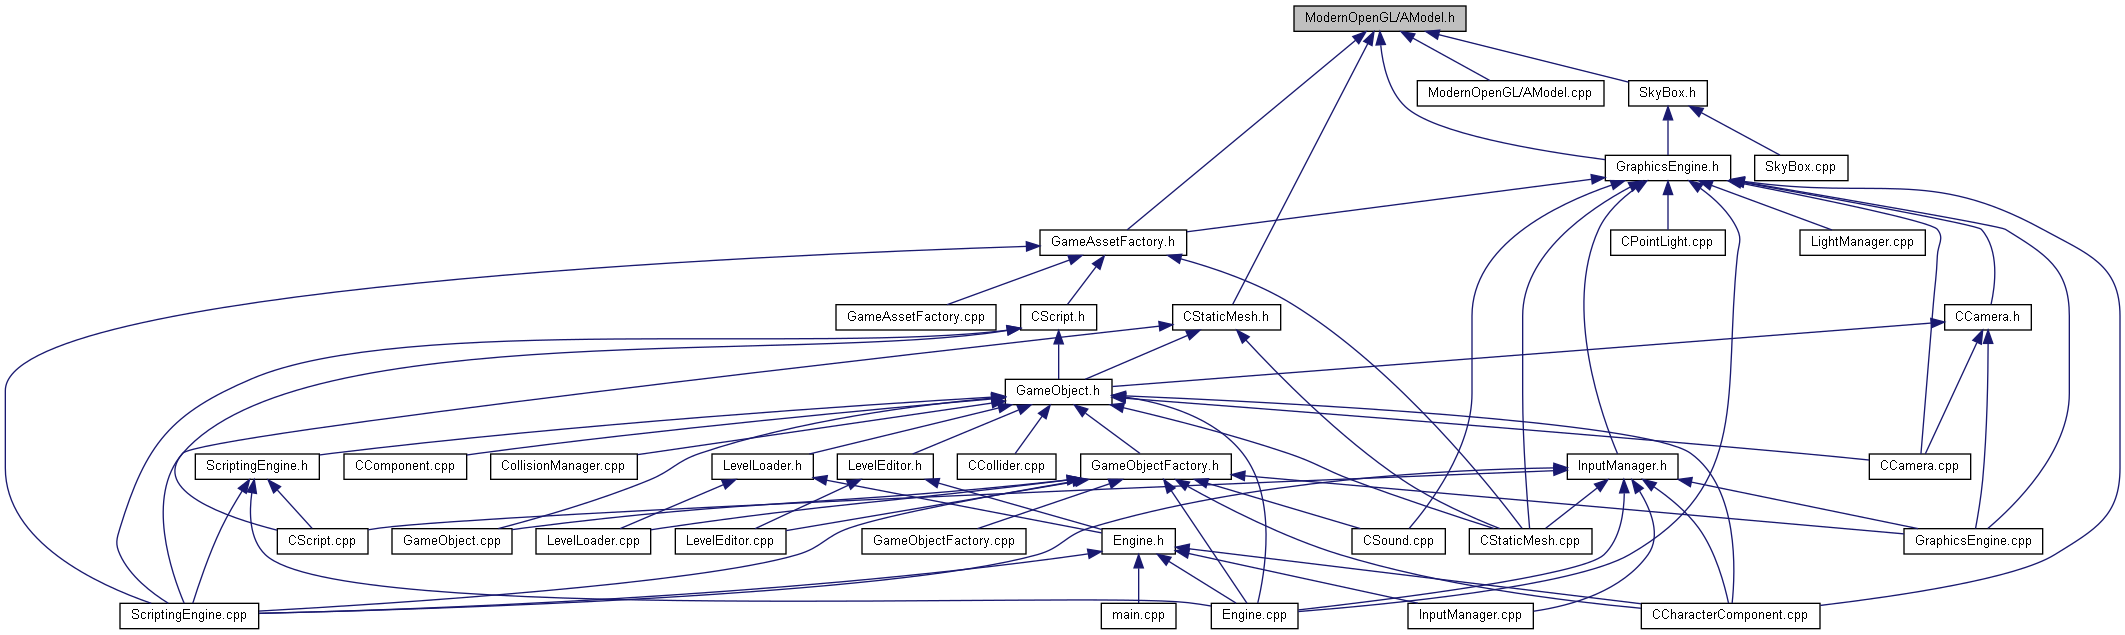 ModernOpenGL/AModel.h
ModernOpenGL/AModel.cpp
SkyBox.h
GraphicsEngine.h
SkyBox.cpp
GameAssetFactory.h
CPointLight.cpp
LightManager.cpp
GameAssetFactory.cpp
CScript.h
CStaticMesh.h
CCamera.h
GameObject.h
ScriptingEngine.h
CComponent.cpp
CollisionManager.cpp
LevelLoader.h
LevelEditor.h
CCollider.cpp
GameObjectFactory.h
InputManager.h
CCamera.cpp
CScript.cpp
GameObject.cpp
LevelLoader.cpp
LevelEditor.cpp
GameObjectFactory.cpp
Engine.h
CSound.cpp
CStaticMesh.cpp
GraphicsEngine.cpp
ScriptingEngine.cpp
main.cpp
Engine.cpp
InputManager.cpp
CCharacterComponent.cpp